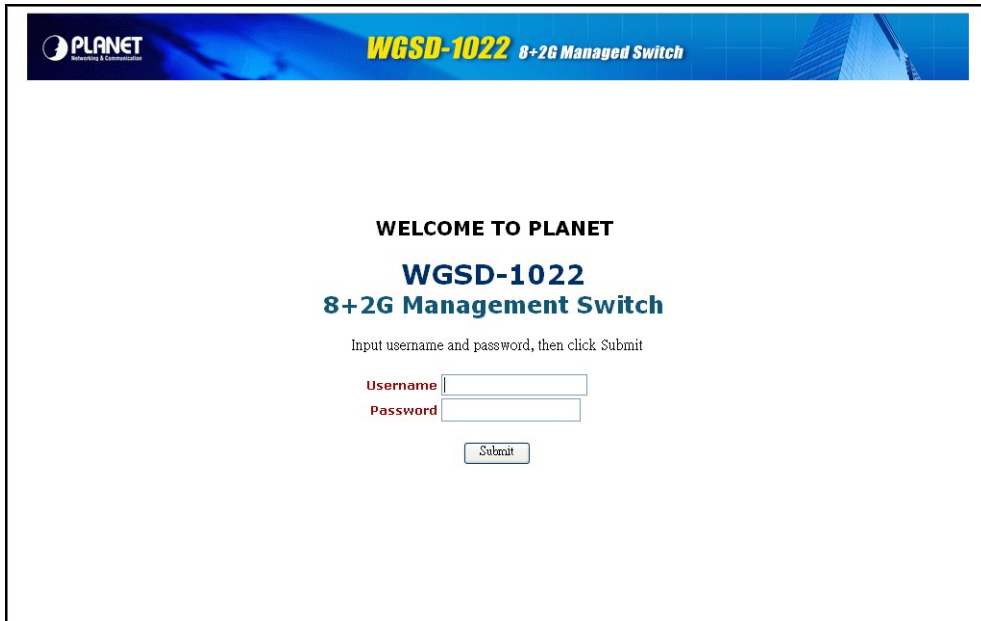 PLANET
Networking & Communication
WGSD-1022 8+2G Managed Switch
WELCOME TO PLANET
WGSD-1022
8+2G Management Switch
Input username and password, then click Submit
Username
Password
Submit